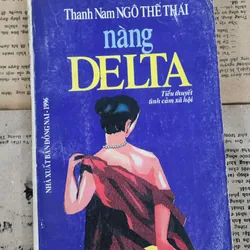 Thanh Nam NGÔ THẾ THÁI
nàng
DELTA
Tiểu thuyết
tình cảm xã hội
NHÀ XUẤT BẢN ĐỒNG NAI - 1996